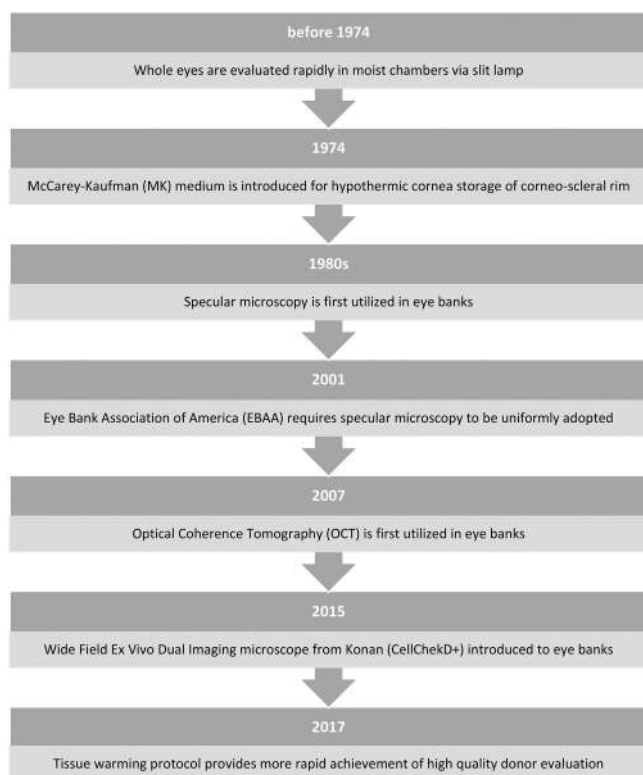 before 1974
Whole eyes are evaluated rapidly in moist chambers via slit lamp
1974
McCarey-Kaufman (MK) medium is introduced for hypothermic cornea storage of corneo-scleral rim
1980s
Specular microscopy is first utilized in eye banks
2001
Eye Bank Association of America (EBAA) requires specular microscopy to be uniformly adopted
2007
Optical Coherence Tomography (OCT) is first utilized in eye banks
2015
Wide Field Ex Vivo Dual Imaging microscope from Konan (CellChekD+) introduced to eye banks
2017
Tissue warming protocol provides more rapid achievement of high quality donor evaluation